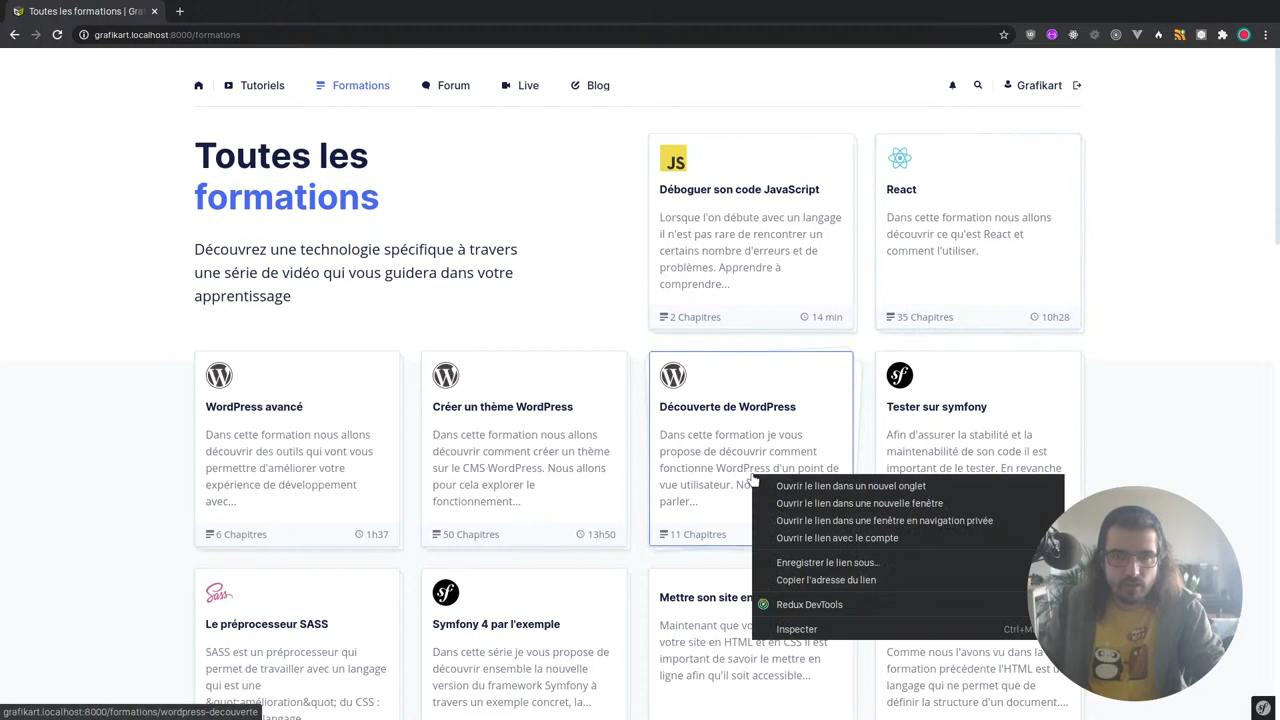 Toutes les formations | Gra
grafikart.localhost:8000/formations
Tutoriels
Formations
Forum
Live
Blog
Grafikart
Toutes les
formations
Découvrez une technologie spécifique à travers
une série de vidéo qui vous guidera dans votre
apprentissage
JS
Déboguer son code JavaScript
Lorsque l'on débute avec un langage
il n'est pas rare de rencontrer un
certains nombre d'erreurs et de
problèmes. Apprendre à
comprendre...
2 Chapitres
14 min
React
Dans cette formation nous allons
découvrir ce qu'est React et
comment l'utiliser.
35 Chapitres
10h28
WordPress avancé
Dans cette formation nous allons
découvrir des outils qui vont vous
permettre d'améliorer votre
expérience de développement
avec...
6 Chapitres
1h37
Créer un thème WordPress
Dans cette formation nous allons
découvrir comment créer un thème
sur le CMS WordPress. Nous allons
pour cela explorer le
fonctionnement...
50 Chapitres
13h50
Découverte de WordPress
Dans cette formation je vous
propose de découvrir comment
fonctionne WordPress d'un point de
vue utilisateur. No
parler...
11 Chapitres
sf
Tester sur symfony
Afin d'assurer la stabilité et la
maintenabilité de son code il est
important de le tester. En revanche
Ouvrir le lien dans un nouvel onglet
Ouvrir le lien dans une nouvelle fenêtre
Ouvrir le lien dans une fenêtre en navigation privée
Ouvrir le lien avec le compte
Enregistrer le lien sous...
Copier l'adresse du lien
Redux DevTools
Inspecter
Ctrl+M
Sass
Le préprocesseur SASS
SASS est un préprocesseur qui
permet de travailler avec un langage
qui est une
&quot;amélioration&quot; du CSS :
langage
sf
Symfony 4 par l'exemple
Dans cette série je vous propose de
découvrir ensemble la nouvelle
version du framework Symfony à
travers un exemple concret, la...
Mettre son site en
Maintenant que vo
votre site en HTML et en CSS il est
important de savoir le mettre en
ligne afin qu'il soit accessible...
Comme nous l'avons vu dans la
formation précédente l'HTML est u
langage qui ne permet que de
définir la structure d'un document....
grafikart.localhost:8000/formations/wordpress-decouverte
sf